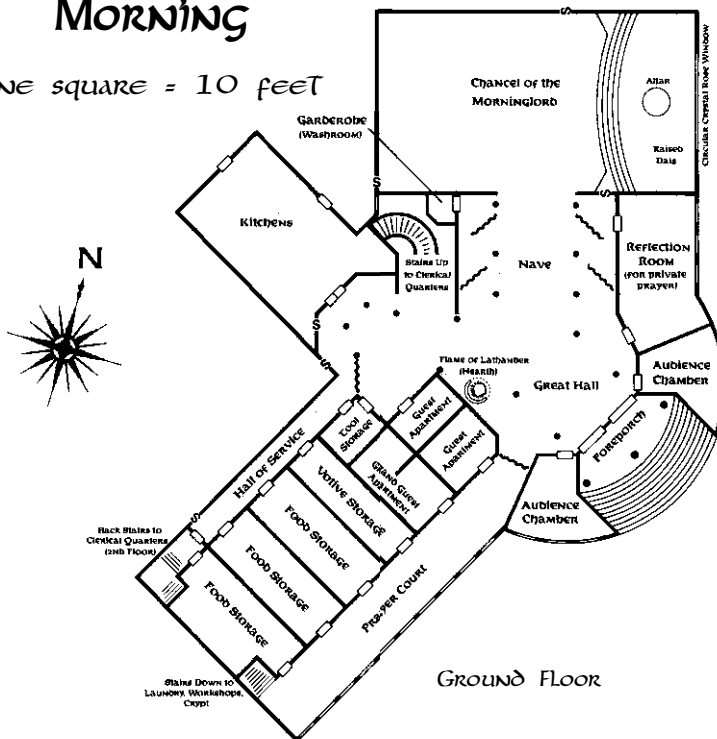 Morning
ne square = 10 feet
Chancel of the
Morninglord
Altar
Raised
Dais
Circular Crystal Rose Window
Garderobe
(Washroom)
Kitchens
Stairs Up
to Clerical
Quarters
Nave
Reflection
Room
(for private
prayer)
N
S
S
S
S
S
S
Flame of Lathander
(Hearth)
Great Hall
Audience
Chamber
Foreporch
Audience
Chamber
Guest
Apartment
Guest
Apartment
Grand Guest
Apartment
Tool
Storage
Votive Storage
Food Storage
Food Storage
Food Storage
Hall of Service
Prayer Court
Back Stairs to
Clerical Quarters
(2nd Floor)
Stairs Down to
Laundry, Workshops,
Crypt
Ground Floor